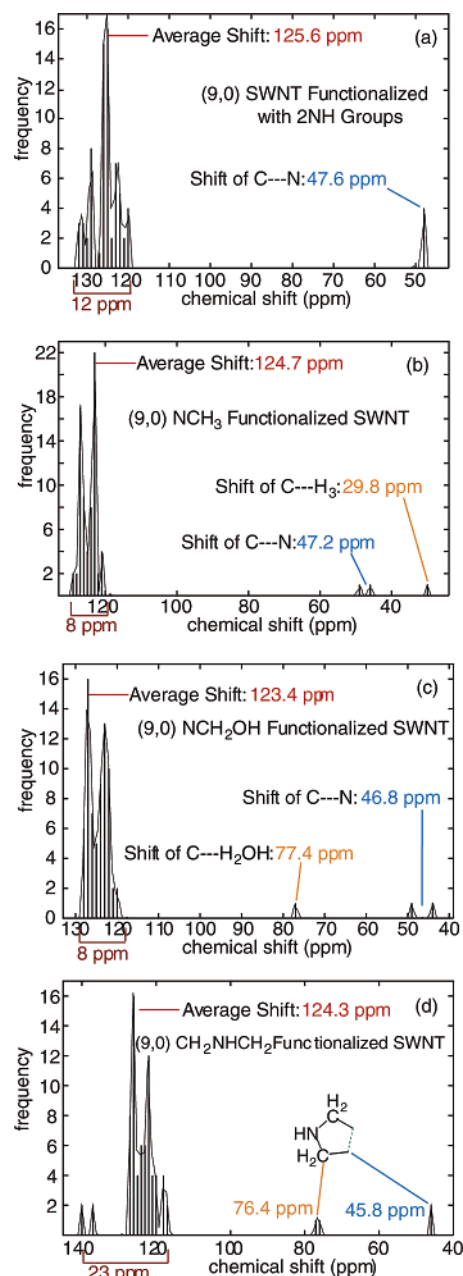 16
Average Shift: 125.6 ppm
(a)
14
12
(9,0) SWNT Functionalized
with 2NH Groups
10
8
frequency
6
Shift of C---N: 47.6 ppm
4
2
0
130 120 110 100 90 80 70 60 50
12 ppm
chemical shift (ppm)
22
Average Shift: 124.7 ppm
(b)
18
(9,0) NCH3 Functionalized SWNT
14
frequency
Shift of C---H3: 29.8 ppm
10
Shift of C---N: 47.2 ppm
6
2
120 100 80 60 40
8 ppm
chemical shift (ppm)
16
Average Shift: 123.4 ppm
(c)
14
(9,0) NCH2OH Functionalized SWNT
12
10
frequency
Shift of C---N: 46.8 ppm
8
6
Shift of C---H2OH: 77.4 ppm
4
2
0
130 120 110 100 90 80 70 60 50 40
8 ppm
chemical shift (ppm)
16
Average Shift: 124.3 ppm
(d)
14
(9,0) CH2NHCH2Functionalized SWNT
12
10
frequency
8
H2
C
6
HN
H2C
4
76.4 ppm
45.8 ppm
2
140 120 100 80 60 40
23 ppm
chemical shift (ppm)